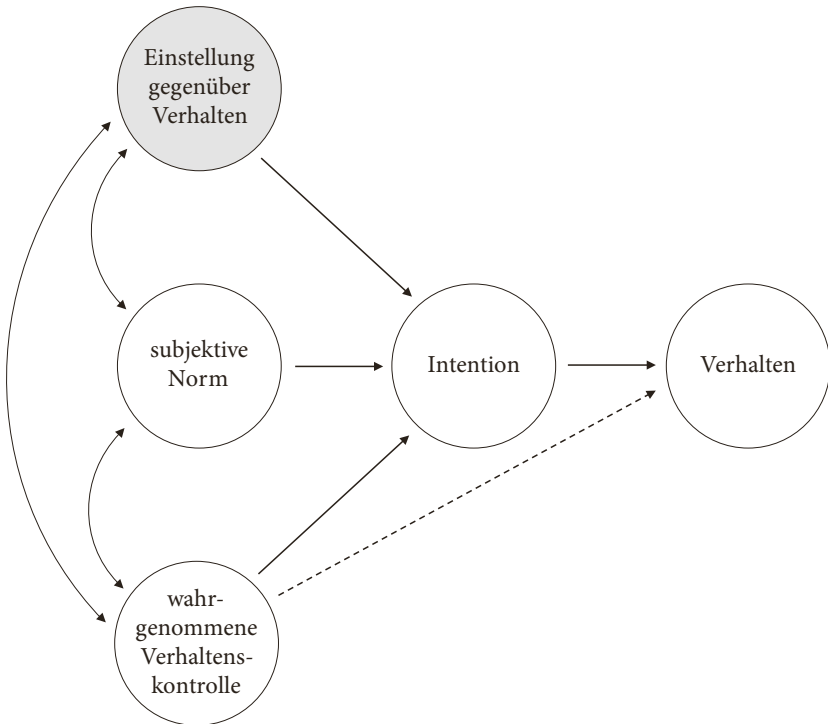 Einstellung
gegenüber
Verhalten
subjektive
Norm
Intention
Verhalten
wahr-
genommene
Verhaltens-
kontrolle